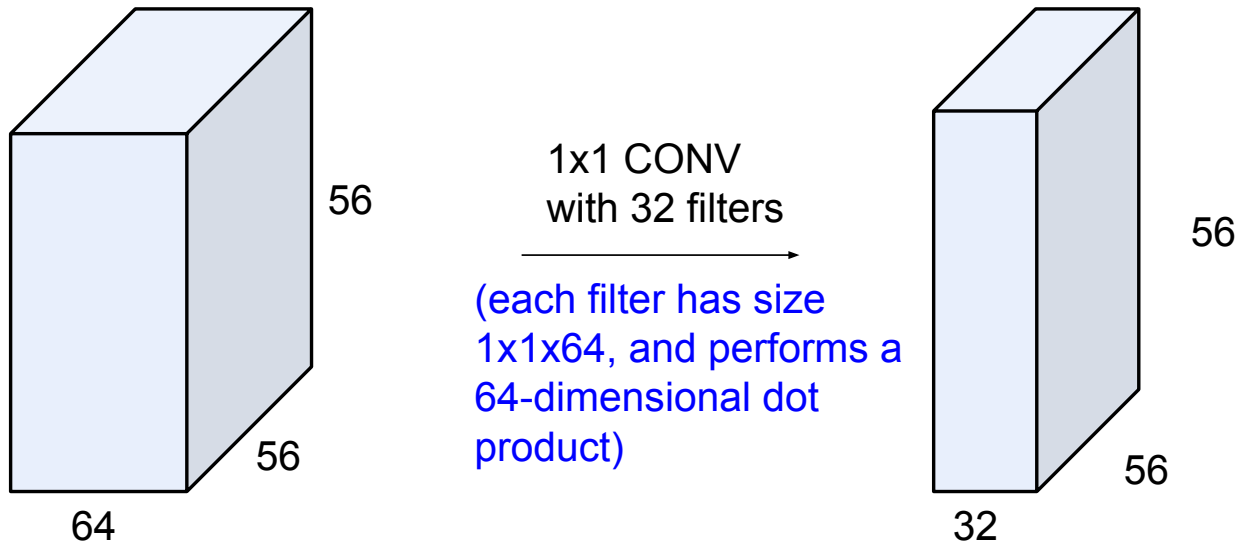 56
56
64
1x1 CONV
with 32 filters
(each filter has size
1x1x64, and performs a
64-dimensional dot
product)
56
56
32